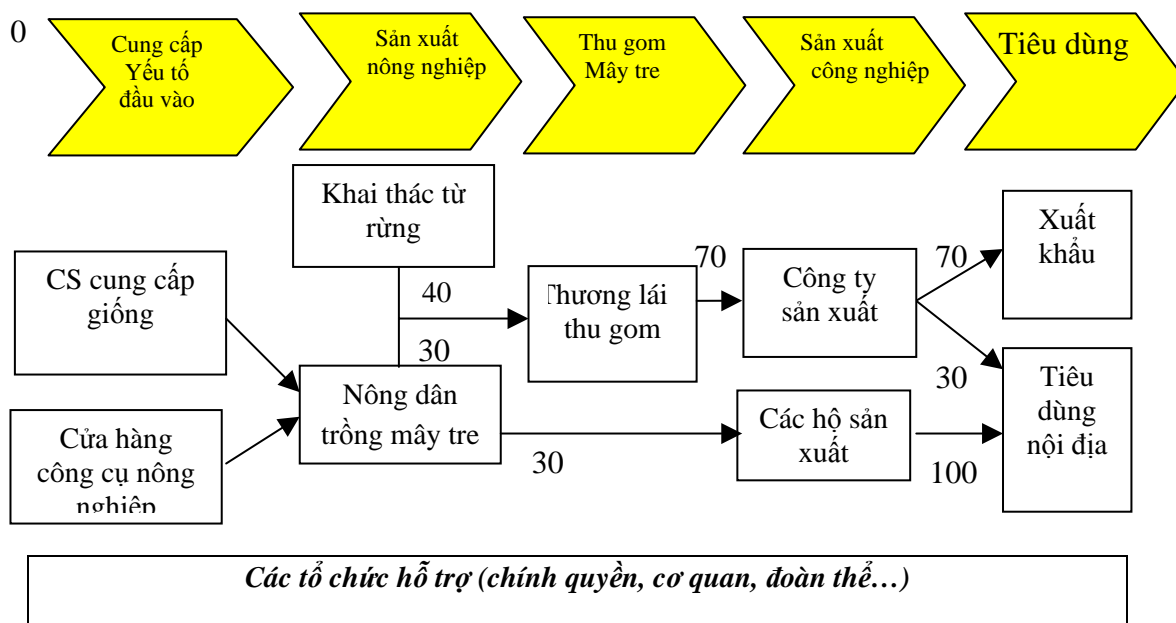 0
Cung cấp
Yếu tố
đầu vào
Sản xuất
nông nghiệp
Thu gom
Mây tre
Sản xuất
công nghiệp
Tiêu dùng
Khai thác từ
rừng
Xuất
khẩu
CS cung cấp
giống
40
Thương lái
thu gom
70
Công ty
sản xuất
70
30
30
Nông dân
trồng mây tre
30
Các hộ sản
xuất
100
Tiêu
dùng
nội địa
Cửa hàng
công cụ nông
nghiệp
Các tổ chức hỗ trợ (chính quyền, cơ quan, đoàn thể…)